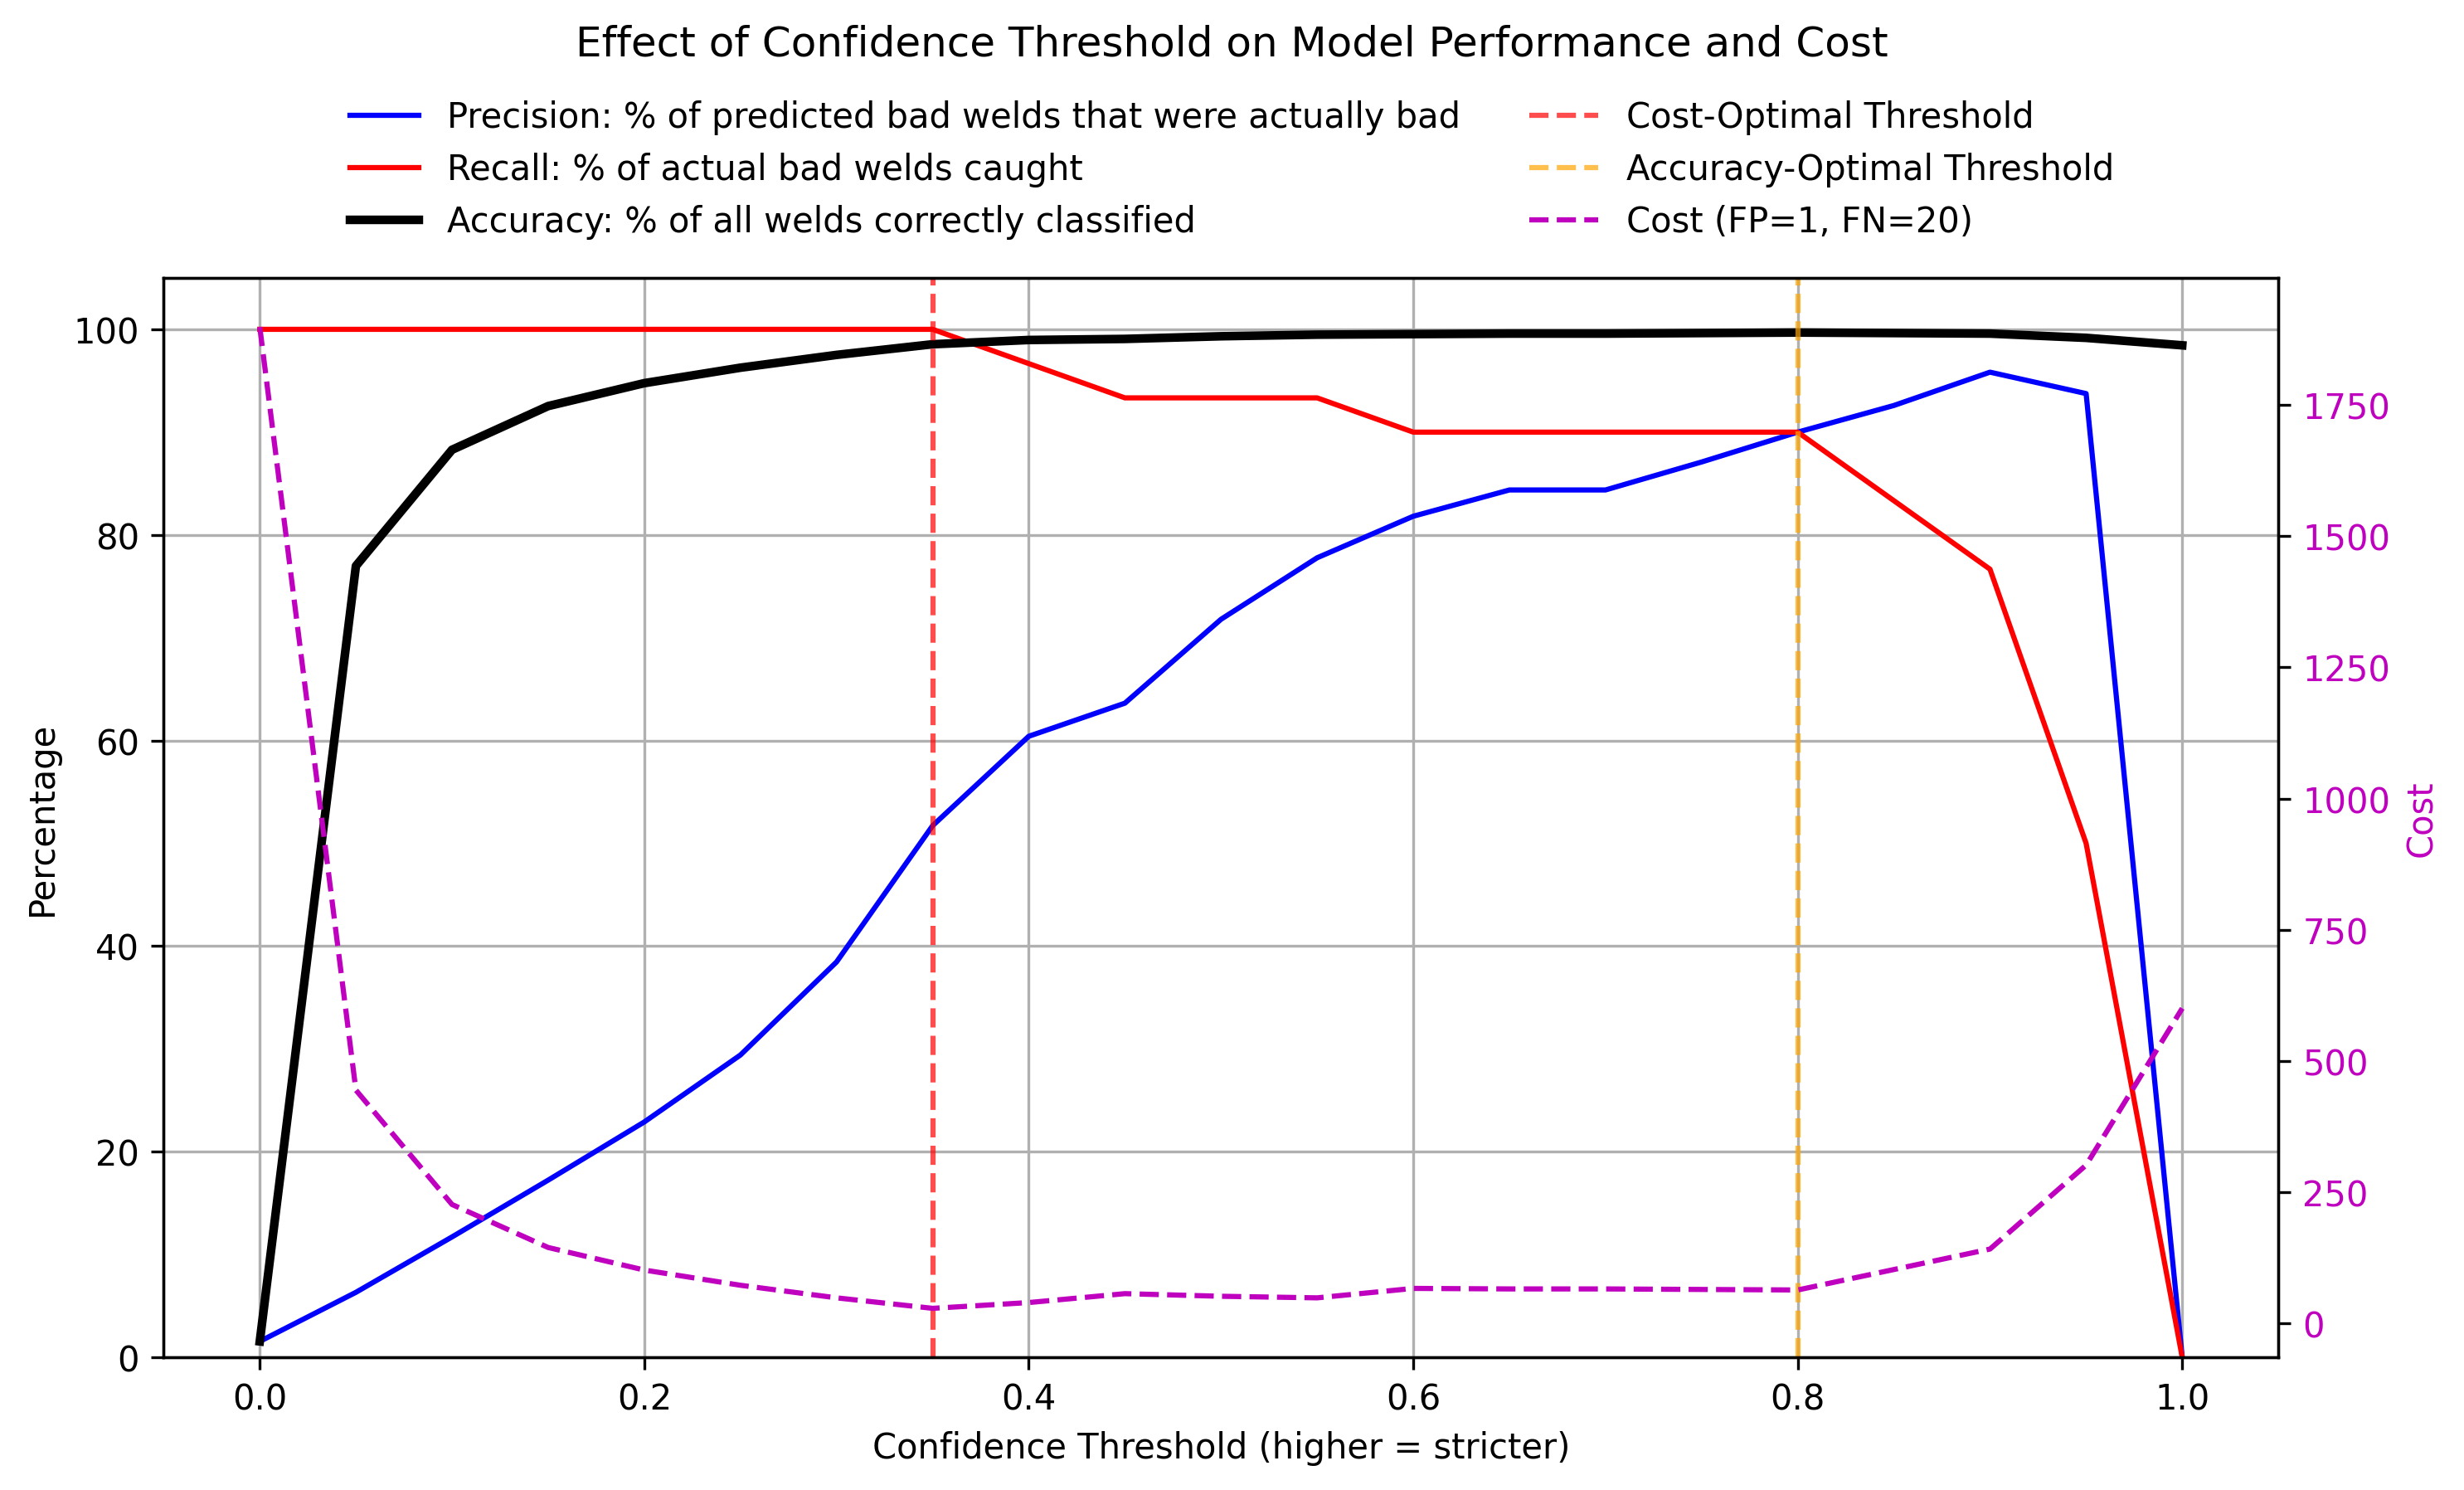 Effect of Confidence Threshold on Model Performance and Cost
Precision: % of predicted bad welds that were actually bad
Recall: % of actual bad welds caught
Accuracy: % of all welds correctly classified
Cost-Optimal Threshold
Accuracy-Optimal Threshold
Cost (FP=1, FN=20)
Percentage
100
80
60
40
20
0
1750
1500
1250
1000
750
500
250
0
Cost
0.0
0.2
0.4
0.6
0.8
1.0
Confidence Threshold (higher = stricter)